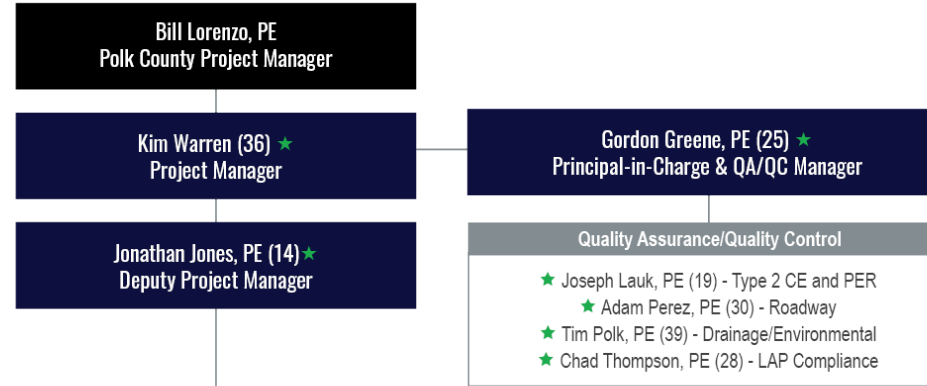 Bill Lorenzo, PE
Polk County Project Manager
Kim Warren (36) ★
Project Manager
Gordon Greene, PE (25) ★
Principal-in-Charge & QA/QC Manager
Jonathan Jones, PE (14)★
Deputy Project Manager
Quality Assurance/Quality Control
★ Joseph Lauk, PE (19) - Type 2 CE and PER
★ Adam Perez, PE (30) - Roadway
★ Tim Polk, PE (39) - Drainage/Environmental
★ Chad Thompson, PE (28) - LAP Compliance